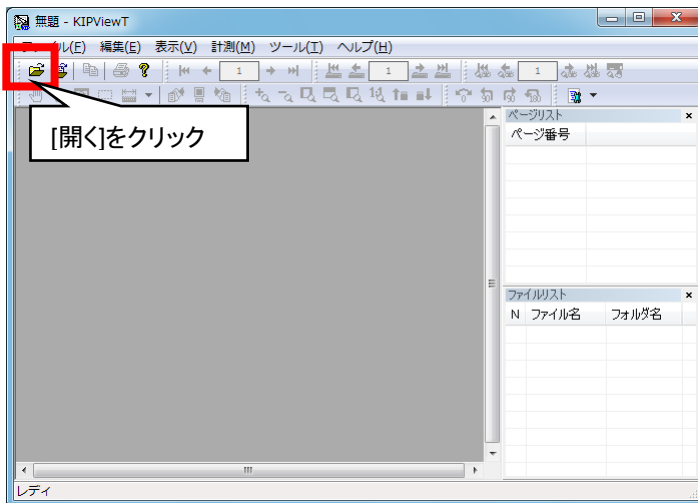 無題 - KIPViewT
ル(F) 編集(E) 表示(V) 計測(M) ツール(T) ヘルプ(H)
1 1 1
[開く]をクリック
ページリスト
ページ番号
ファイルリスト
N ファイル名 フォルダ名
レディ